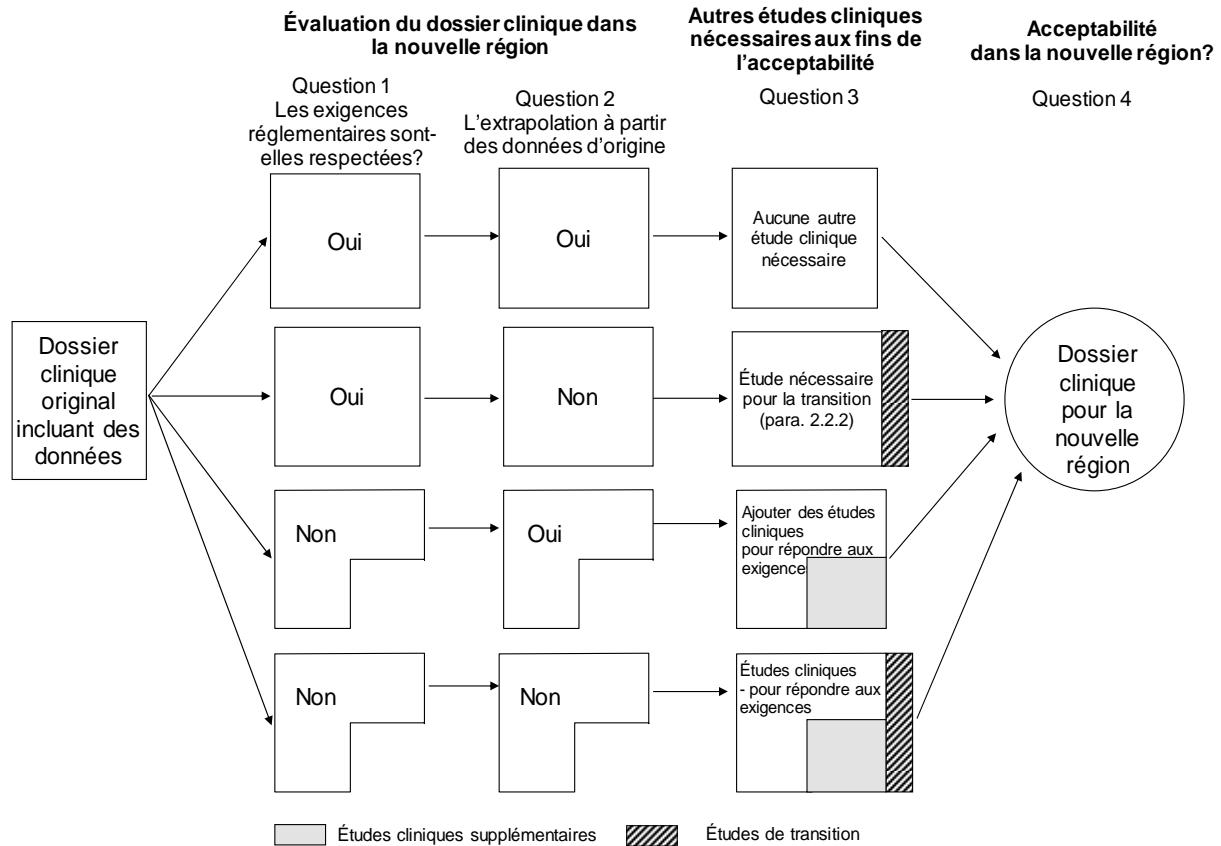 Évaluation du dossier clinique dans
la nouvelle région
Autres études cliniques
nécessaires aux fins de
l'acceptabilité
Acceptabilité
dans la nouvelle région?
Question 1
Les exigences
réglementaires sont-
elles respectées?
Question 2
L'extrapolation à partir
des données d'origine
Question 3
Question 4
Oui
Oui
Aucune autre
étude clinique
nécessaire
Dossier
clinique
original
incluant des
données
Oui
Non
Étude nécessaire
pour la transition
(para. 2.2.2)
Dossier
clinique
pour la
nouvelle
région
Non
Oui
Ajouter des études
cliniques
pour répondre aux
exigence
Non
Non
Études cliniques
- pour répondre aux
exigences
Études cliniques supplémentaires
Études de transition